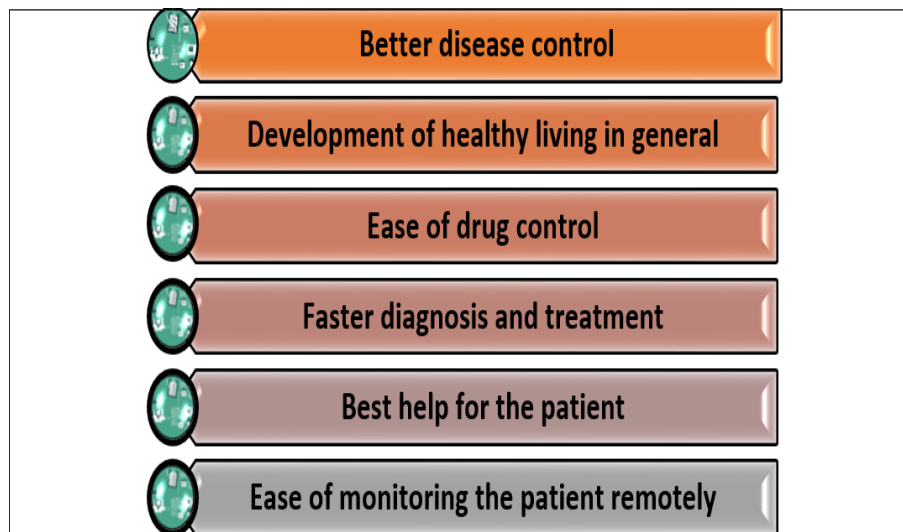 Better disease control
Development of healthy living in general
Ease of drug control
Faster diagnosis and treatment
Best help for the patient
Ease of monitoring the patient remotely